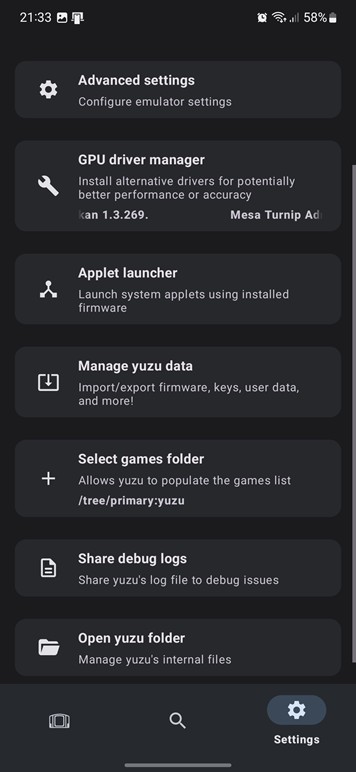 21:33
58%
Advanced settings
Configure emulator settings
GPU driver manager
Install alternative drivers for potentially
better performance or accuracy
kan 1.3.269. Mesa Turnip Ad
Applet launcher
Launch system applets using installed
firmware
Manage yuzu data
Import/export firmware, keys, user data,
and more!
Select games folder
Allows yuzu to populate the games list
/tree/primary:yuzu
Share debug logs
Share yuzu's log file to debug issues
Open yuzu folder
Manage yuzu's internal files
Settings